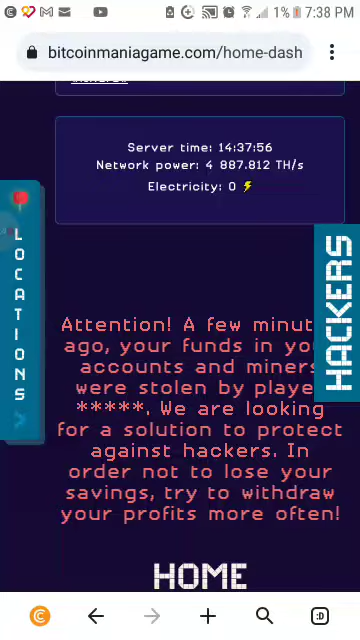 1% 7:38 PM
bitcoinmaniagame.com/home-dash
Server time: 14:37:56
Network power: 4 887.812 TH/s
Electricity: 0
LOCATIONS
HACKERS
Attention! A few minut
ago, your funds in yo
accounts and miners
were stolen by playe
*****. We are looking
for a solution to protect
against hackers. In
order not to lose your
savings, try to withdraw
your profits more often!
HOME